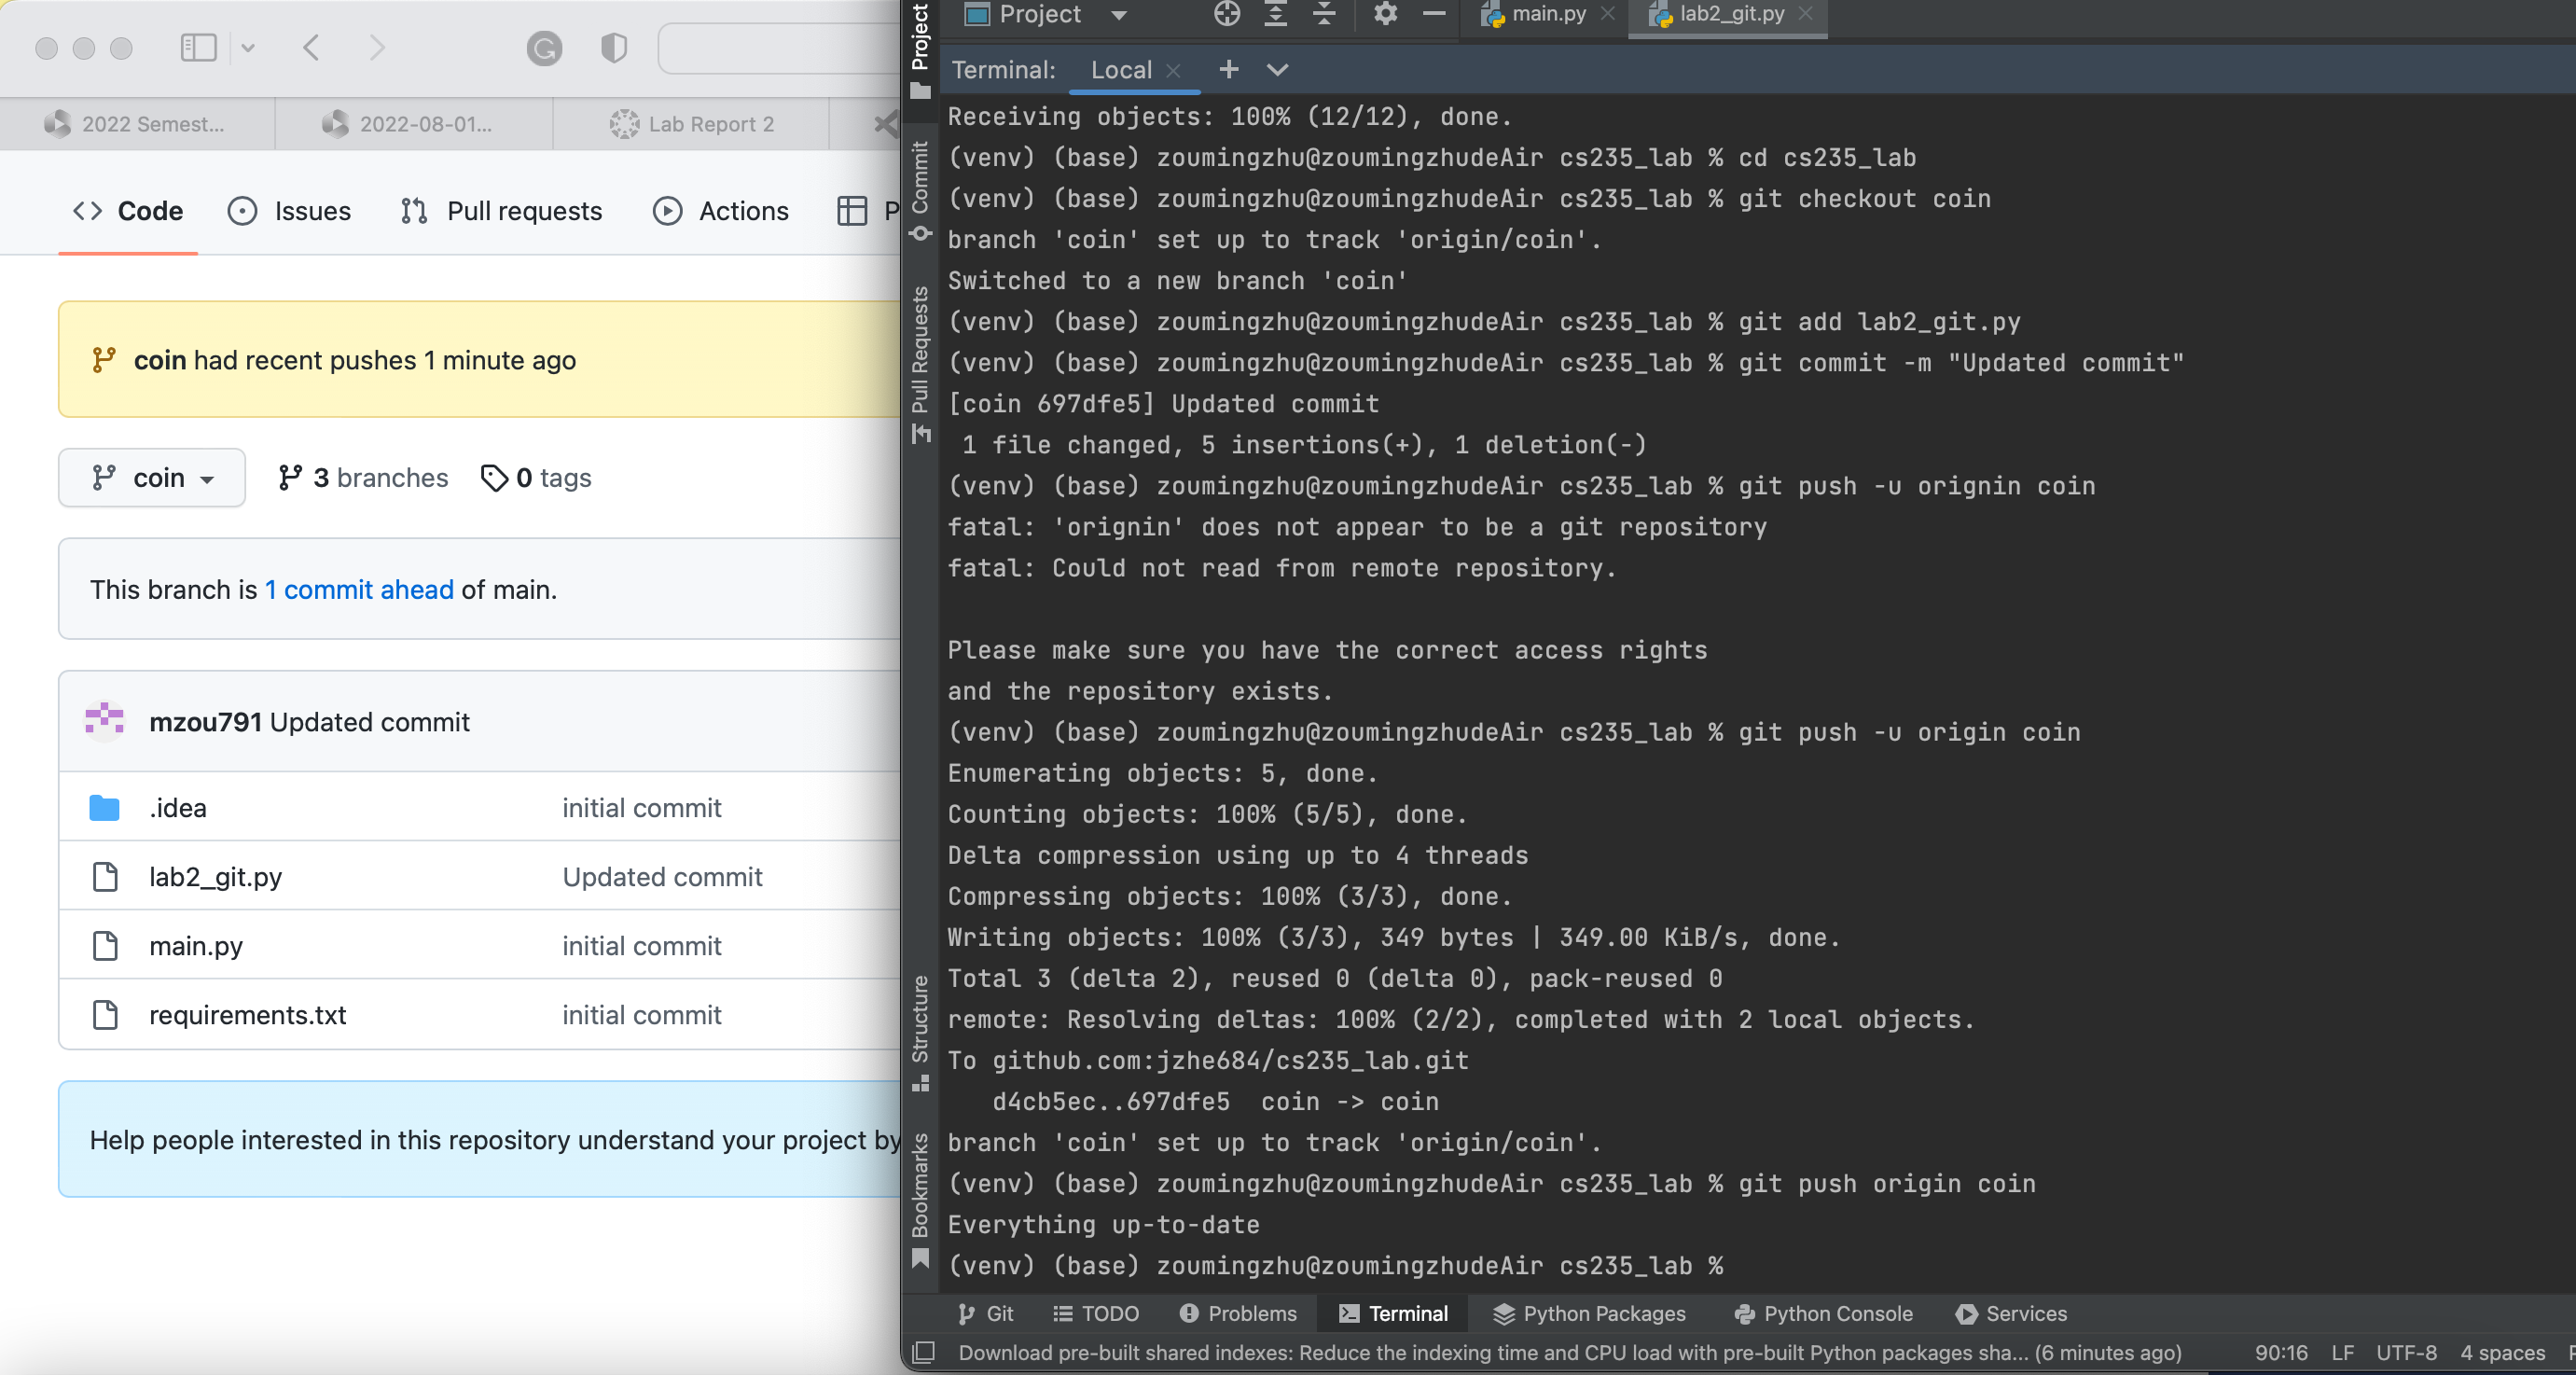 2022 Semest...
2022-08-01...
Lab Report 2
Code
Issues
Pull requests
Actions
P
coin had recent pushes 1 minute ago
coin
3 branches
0 tags
This branch is 1 commit ahead of main.
mzou791 Updated commit
.idea
initial commit
lab2_git.py
Updated commit
main.py
initial commit
requirements.txt
initial commit
Help people interested in this repository understand your project by
Project
main.py
lab2_git.py
Project
Commit
Pull Requests
Structure
Bookmarks
Terminal:
Local
Receiving objects: 100% (12/12), done.
(venv) (base) zoumingzhu@zoumingzhudeAir cs235_lab % cd cs235_lab
(venv) (base) zoumingzhu@zoumingzhudeAir cs235_lab % git checkout coin
branch 'coin' set up to track 'origin/coin'.
Switched to a new branch 'coin'
(venv) (base) zoumingzhu@zoumingzhudeAir cs235_lab % git add lab2_git.py
(venv) (base) zoumingzhu@zoumingzhudeAir cs235_lab % git commit -m "Updated commit"
[coin 697dfe5] Updated commit
1 file changed, 5 insertions(+), 1 deletion(-)
(venv) (base) zoumingzhu@zoumingzhudeAir cs235_lab % git push -u orignin coin
fatal: 'orignin' does not appear to be a git repository
fatal: Could not read from remote repository.
Please make sure you have the correct access rights
and the repository exists.
(venv) (base) zoumingzhu@zoumingzhudeAir cs235_lab % git push -u origin coin
Enumerating objects: 5, done.
Counting objects: 100% (5/5), done.
Delta compression using up to 4 threads
Compressing objects: 100% (3/3), done.
Writing objects: 100% (3/3), 349 bytes | 349.00 KiB/s, done.
Total 3 (delta 2), reused 0 (delta 0), pack-reused 0
remote: Resolving deltas: 100% (2/2), completed with 2 local objects.
To github.com:jzhe684/cs235_lab.git
d4cb5ec..697dfe5  coin -> coin
branch 'coin' set up to track 'origin/coin'.
(venv) (base) zoumingzhu@zoumingzhudeAir cs235_lab % git push origin coin
Everything up-to-date
(venv) (base) zoumingzhu@zoumingzhudeAir cs235_lab %
Git
TODO
Problems
Terminal
Python Packages
Python Console
Services
Download pre-built shared indexes: Reduce the indexing time and CPU load with pre-built Python packages sha... (6 minutes ago)
90:16
LF
UTF-8
4 spaces